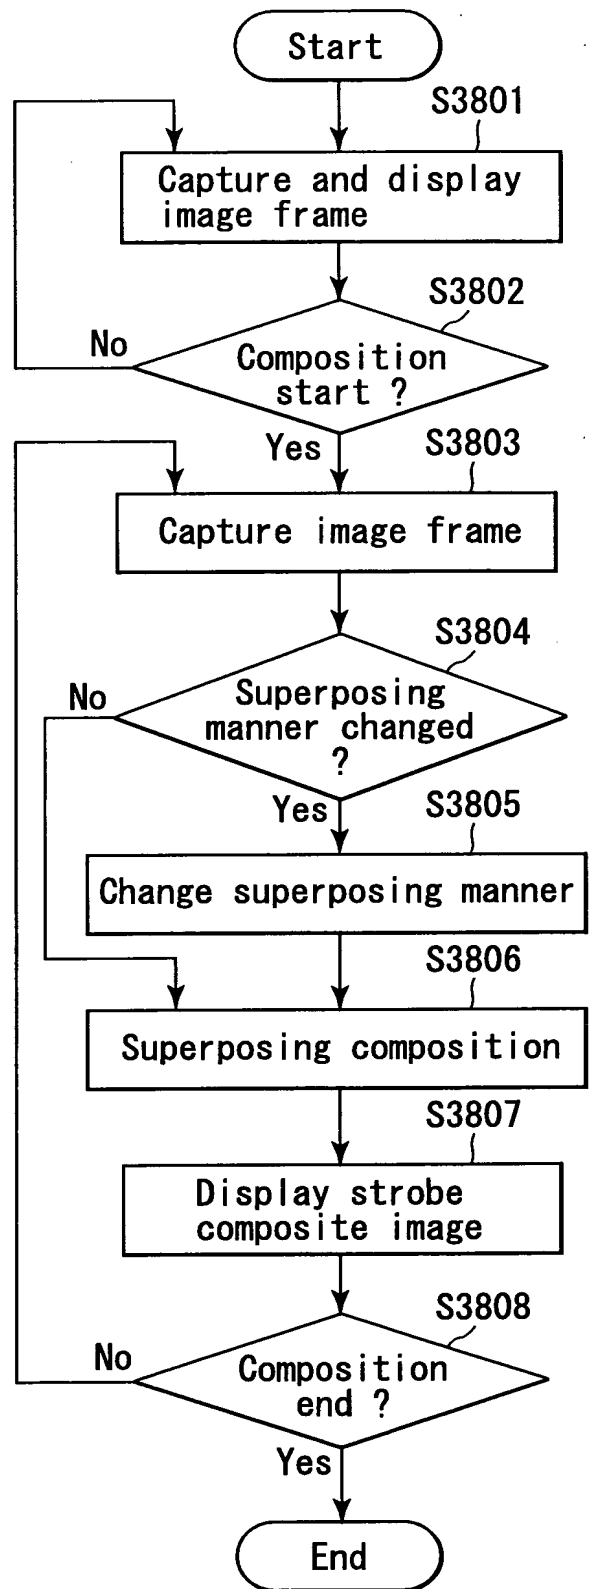 Start
S3801
Capture and display
image frame
S3802
No
Composition
start ?
Yes
S3803
Capture image frame
S3804
No
Superposing
manner changed
?
Yes
S3805
Change superposing manner
S3806
Superposing composition
S3807
Display strobe
composite image
S3808
No
Composition
end ?
Yes
End